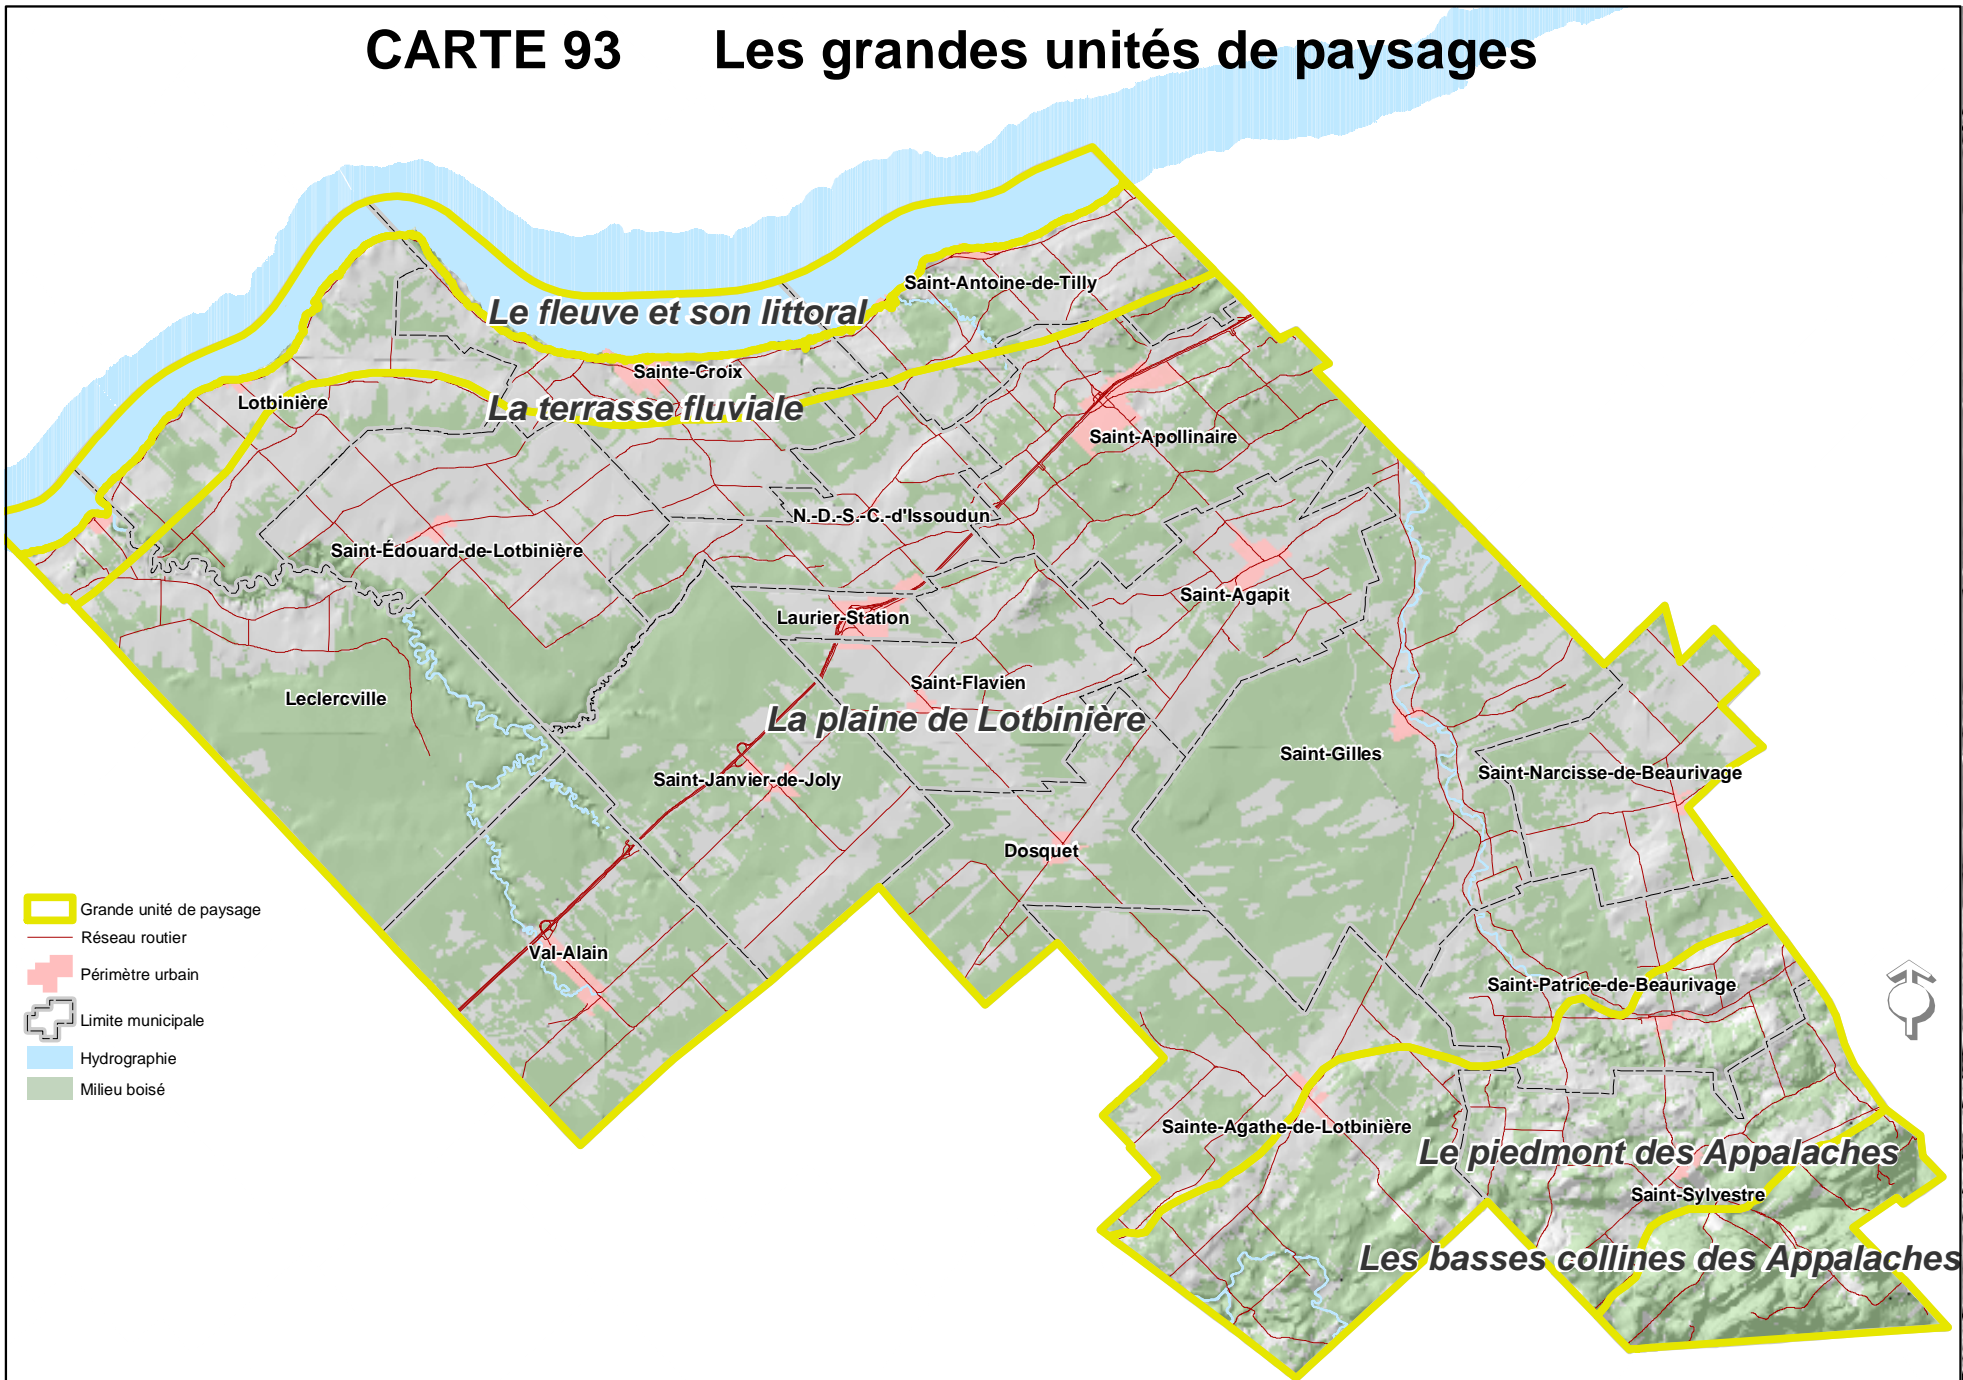 CARTE 93 Les grandes unités de paysages
Saint-Antoine-de-Tilly
Le fleuve et son littoral
Sainte-Croix
Lotbinière
La terrasse fluviale
Saint-Apollinaire
N.-D.-S.-C.-d'Issoudun
Saint-Édouard-de-Lotbinière
Saint-Agapit
Laurier-Station
Saint-Flavien
Leclercville
La plaine de Lotbinière
Saint-Gilles
Saint-Narcisse-de-Beaurivage
Saint-Janvier-de-Joly
Dosquet
Val-Alain
Saint-Patrice-de-Beaurivage
Sainte-Agathe-de-Lotbinière
Le piedmont des Appalaches
Saint-Sylvestre
Les basses collines des Appalaches
Grande unité de paysage
Réseau routier
Périmètre urbain
Limite municipale
Hydrographie
Milieu boisé